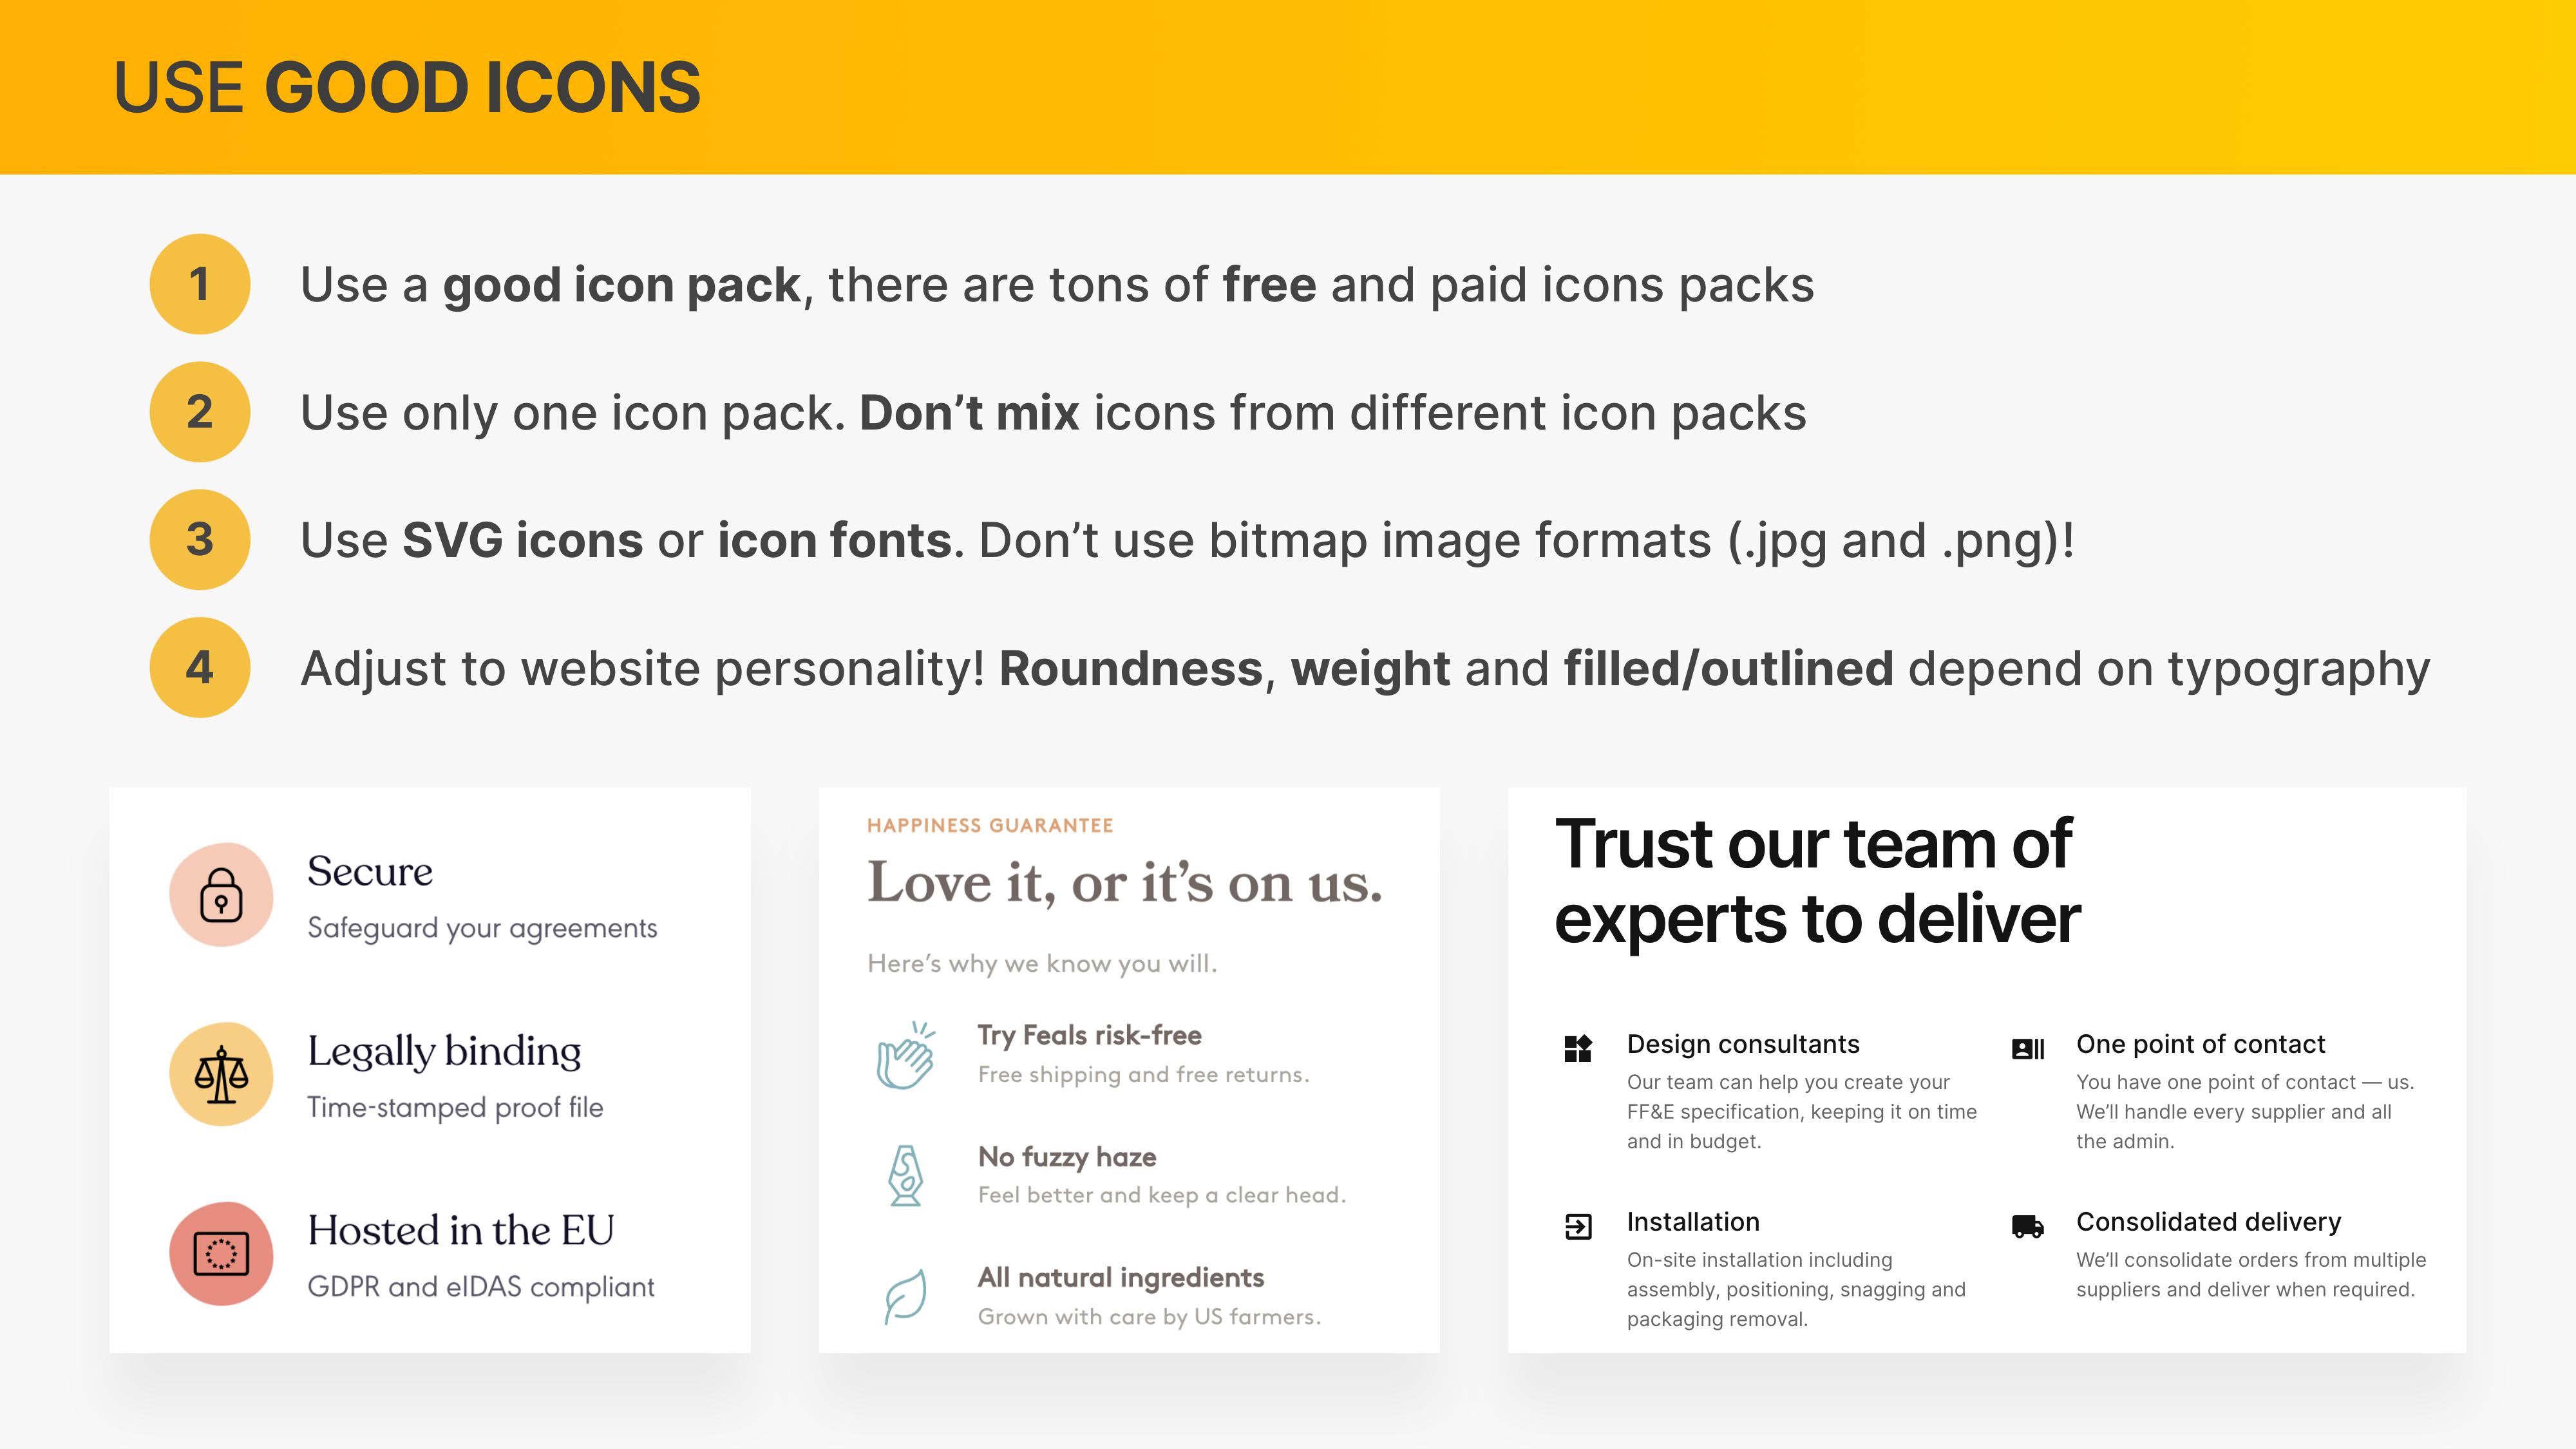 USE GOOD ICONS
1
Use a good icon pack, there are tons of free and paid icons packs
2
Use only one icon pack. Don’t mix icons from different icon packs
3
Use SVG icons or icon fonts. Don’t use bitmap image formats (.jpg and .png)!
4
Adjust to website personality! Roundness, weight and filled/outlined depend on typography
Secure
Safeguard your agreements
Legally binding
Time-stamped proof file
Hosted in the EU
GDPR and eIDAS compliant
HAPPINESS GUARANTEE
Love it, or it’s on us.
Here’s why we know you will.
Try Feals risk-free
Free shipping and free returns.
No fuzzy haze
Feel better and keep a clear head.
All natural ingredients
Grown with care by US farmers.
Trust our team of
experts to deliver
Design consultants
Our team can help you create your
FF&E specification, keeping it on time
and in budget.
One point of contact
You have one point of contact — us.
We’ll handle every supplier and all
the admin.
Installation
On-site installation including
assembly, positioning, snagging and
packaging removal.
Consolidated delivery
We’ll consolidate orders from multiple
suppliers and deliver when required.